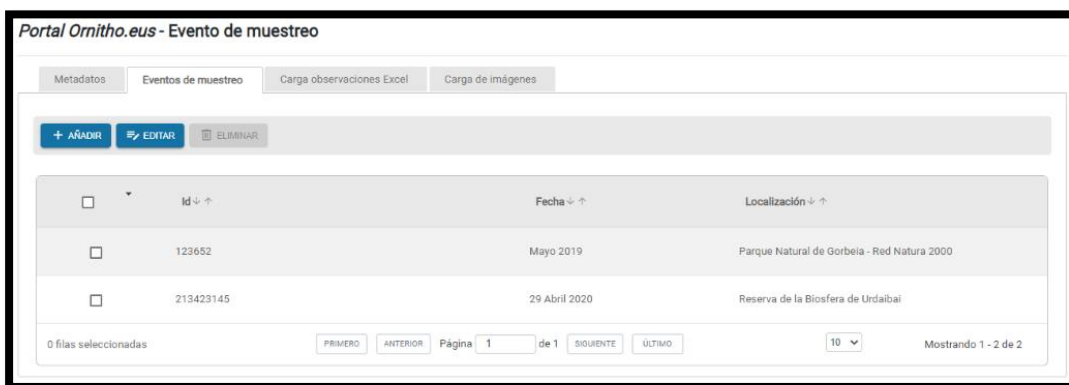 Portal Ornitho.eus - Evento de muestreo
Metadatos Eventos de muestreo Carga observaciones Excel Carga de imágenes
+ AÑADIR EDITAR ELIMINAR
Id↓↑ Fecha↓↑ Localización↓↑
123652 Mayo 2019 Parque Natural de Gorbeia - Red Natura 2000
213423145 29 Abril 2020 Reserva de la Biosfera de Urdaibai
0 filas seleccionadas PRIMERO ANTERIOR Página 1 de 1 SIGUIENTE ÚLTIMO 10 Mostrando 1 - 2 de 2